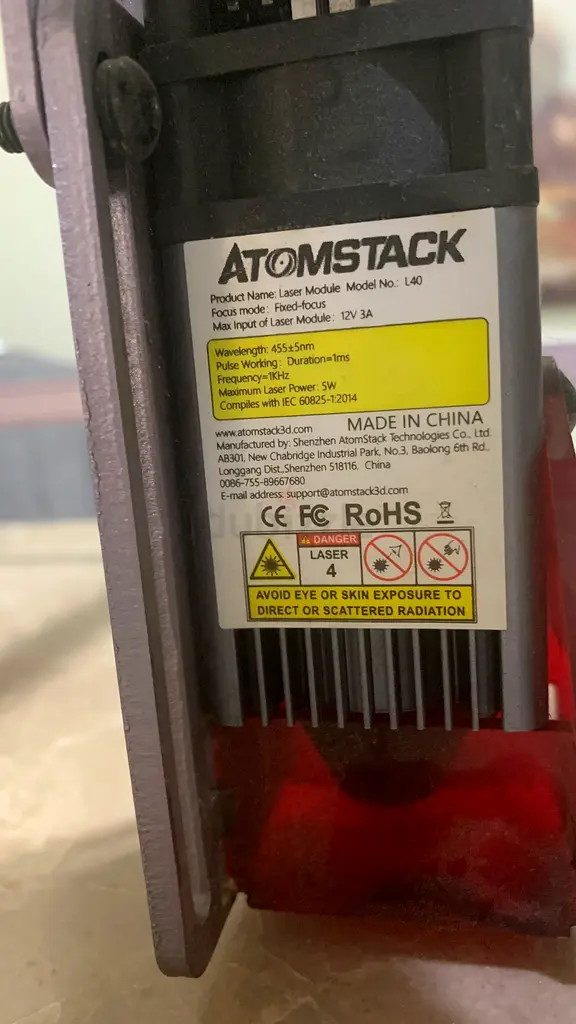 ATOMSTACK
Product Name: Laser Module Model No.: L40
Focus mode: Fixed-focus
Max Input of Laser Module: 12V 3A
Wavelength: 455±5nm
Pulse Working: Duration=1ms
Frequency=1KHz
Maximum Laser Power: 5W
Compiles with IEC 60825-1:2014
www.atomstack3d.com MADE IN CHINA
Manufactured by: Shenzhen AtomStack Technologies Co., Ltd.
AB301, New Chabridge Industrial Park, No.3, Baolong 6th Rd.,
Longgang Dist.,Shenzhen 518116, China
0086-755-89667680
E-mail address: support@atomstack3d.com
CE FC RoHS
DANGER
LASER
4
AVOID EYE OR SKIN EXPOSURE TO
DIRECT OR SCATTERED RADIATION